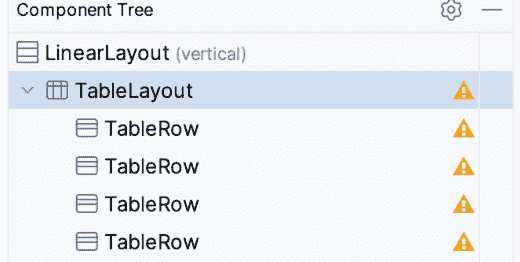 Component Tree
LinearLayout (vertical)
TableLayout
TableRow
TableRow
TableRow
TableRow